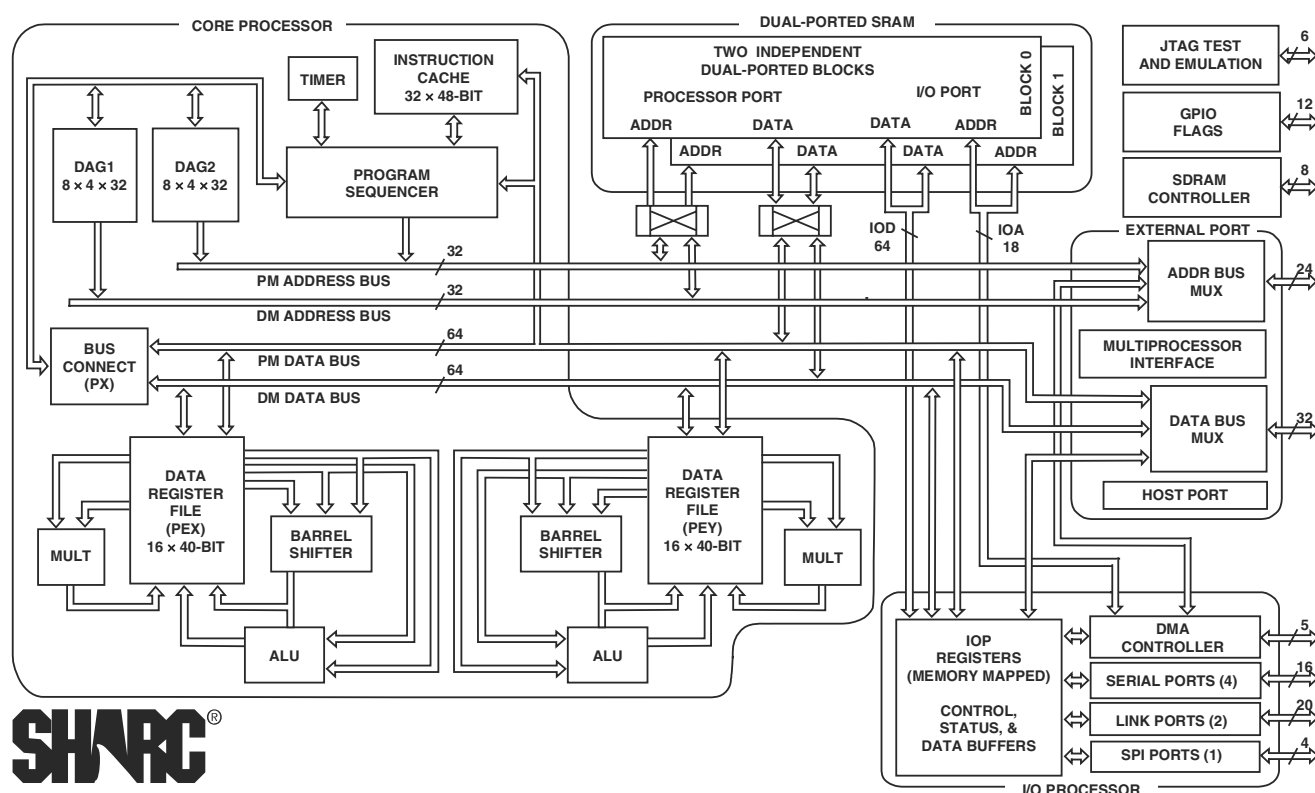 CORE PROCESSOR
TIMER
INSTRUCTION
CACHE
32 × 48-BIT
DAG1
8 × 4 × 32
DAG2
8 × 4 × 32
PROGRAM
SEQUENCER
DUAL-PORTED SRAM
TWO INDEPENDENT
DUAL-PORTED BLOCKS
PROCESSOR PORT
I/O PORT
BLOCK 0
BLOCK 1
ADDR
DATA
DATA
ADDR
ADDR
DATA
DATA
ADDR
JTAG TEST
AND EMULATION
6
GPIO
FLAGS
12
SDRAM
CONTROLLER
8
IOD
64
IOA
18
EXTERNAL PORT
ADDR BUS
MUX
24
MULTIPROCESSOR
INTERFACE
DATA BUS
MUX
32
HOST PORT
32
PM ADDRESS BUS
32
DM ADDRESS BUS
BUS
CONNECT
(PX)
64
PM DATA BUS
64
DM DATA BUS
DATA
REGISTER
FILE
(PEX)
16 × 40-BIT
MULT
BARREL
SHIFTER
ALU
BARREL
SHIFTER
DATA
REGISTER
FILE
(PEY)
16 × 40-BIT
MULT
ALU
IOP
REGISTERS
(MEMORY MAPPED)
CONTROL,
STATUS, &
DATA BUFFERS
DMA
CONTROLLER
5
SERIAL PORTS (4)
16
LINK PORTS (2)
20
SPI PORTS (1)
4
I/O PROCESSOR
SHARC®